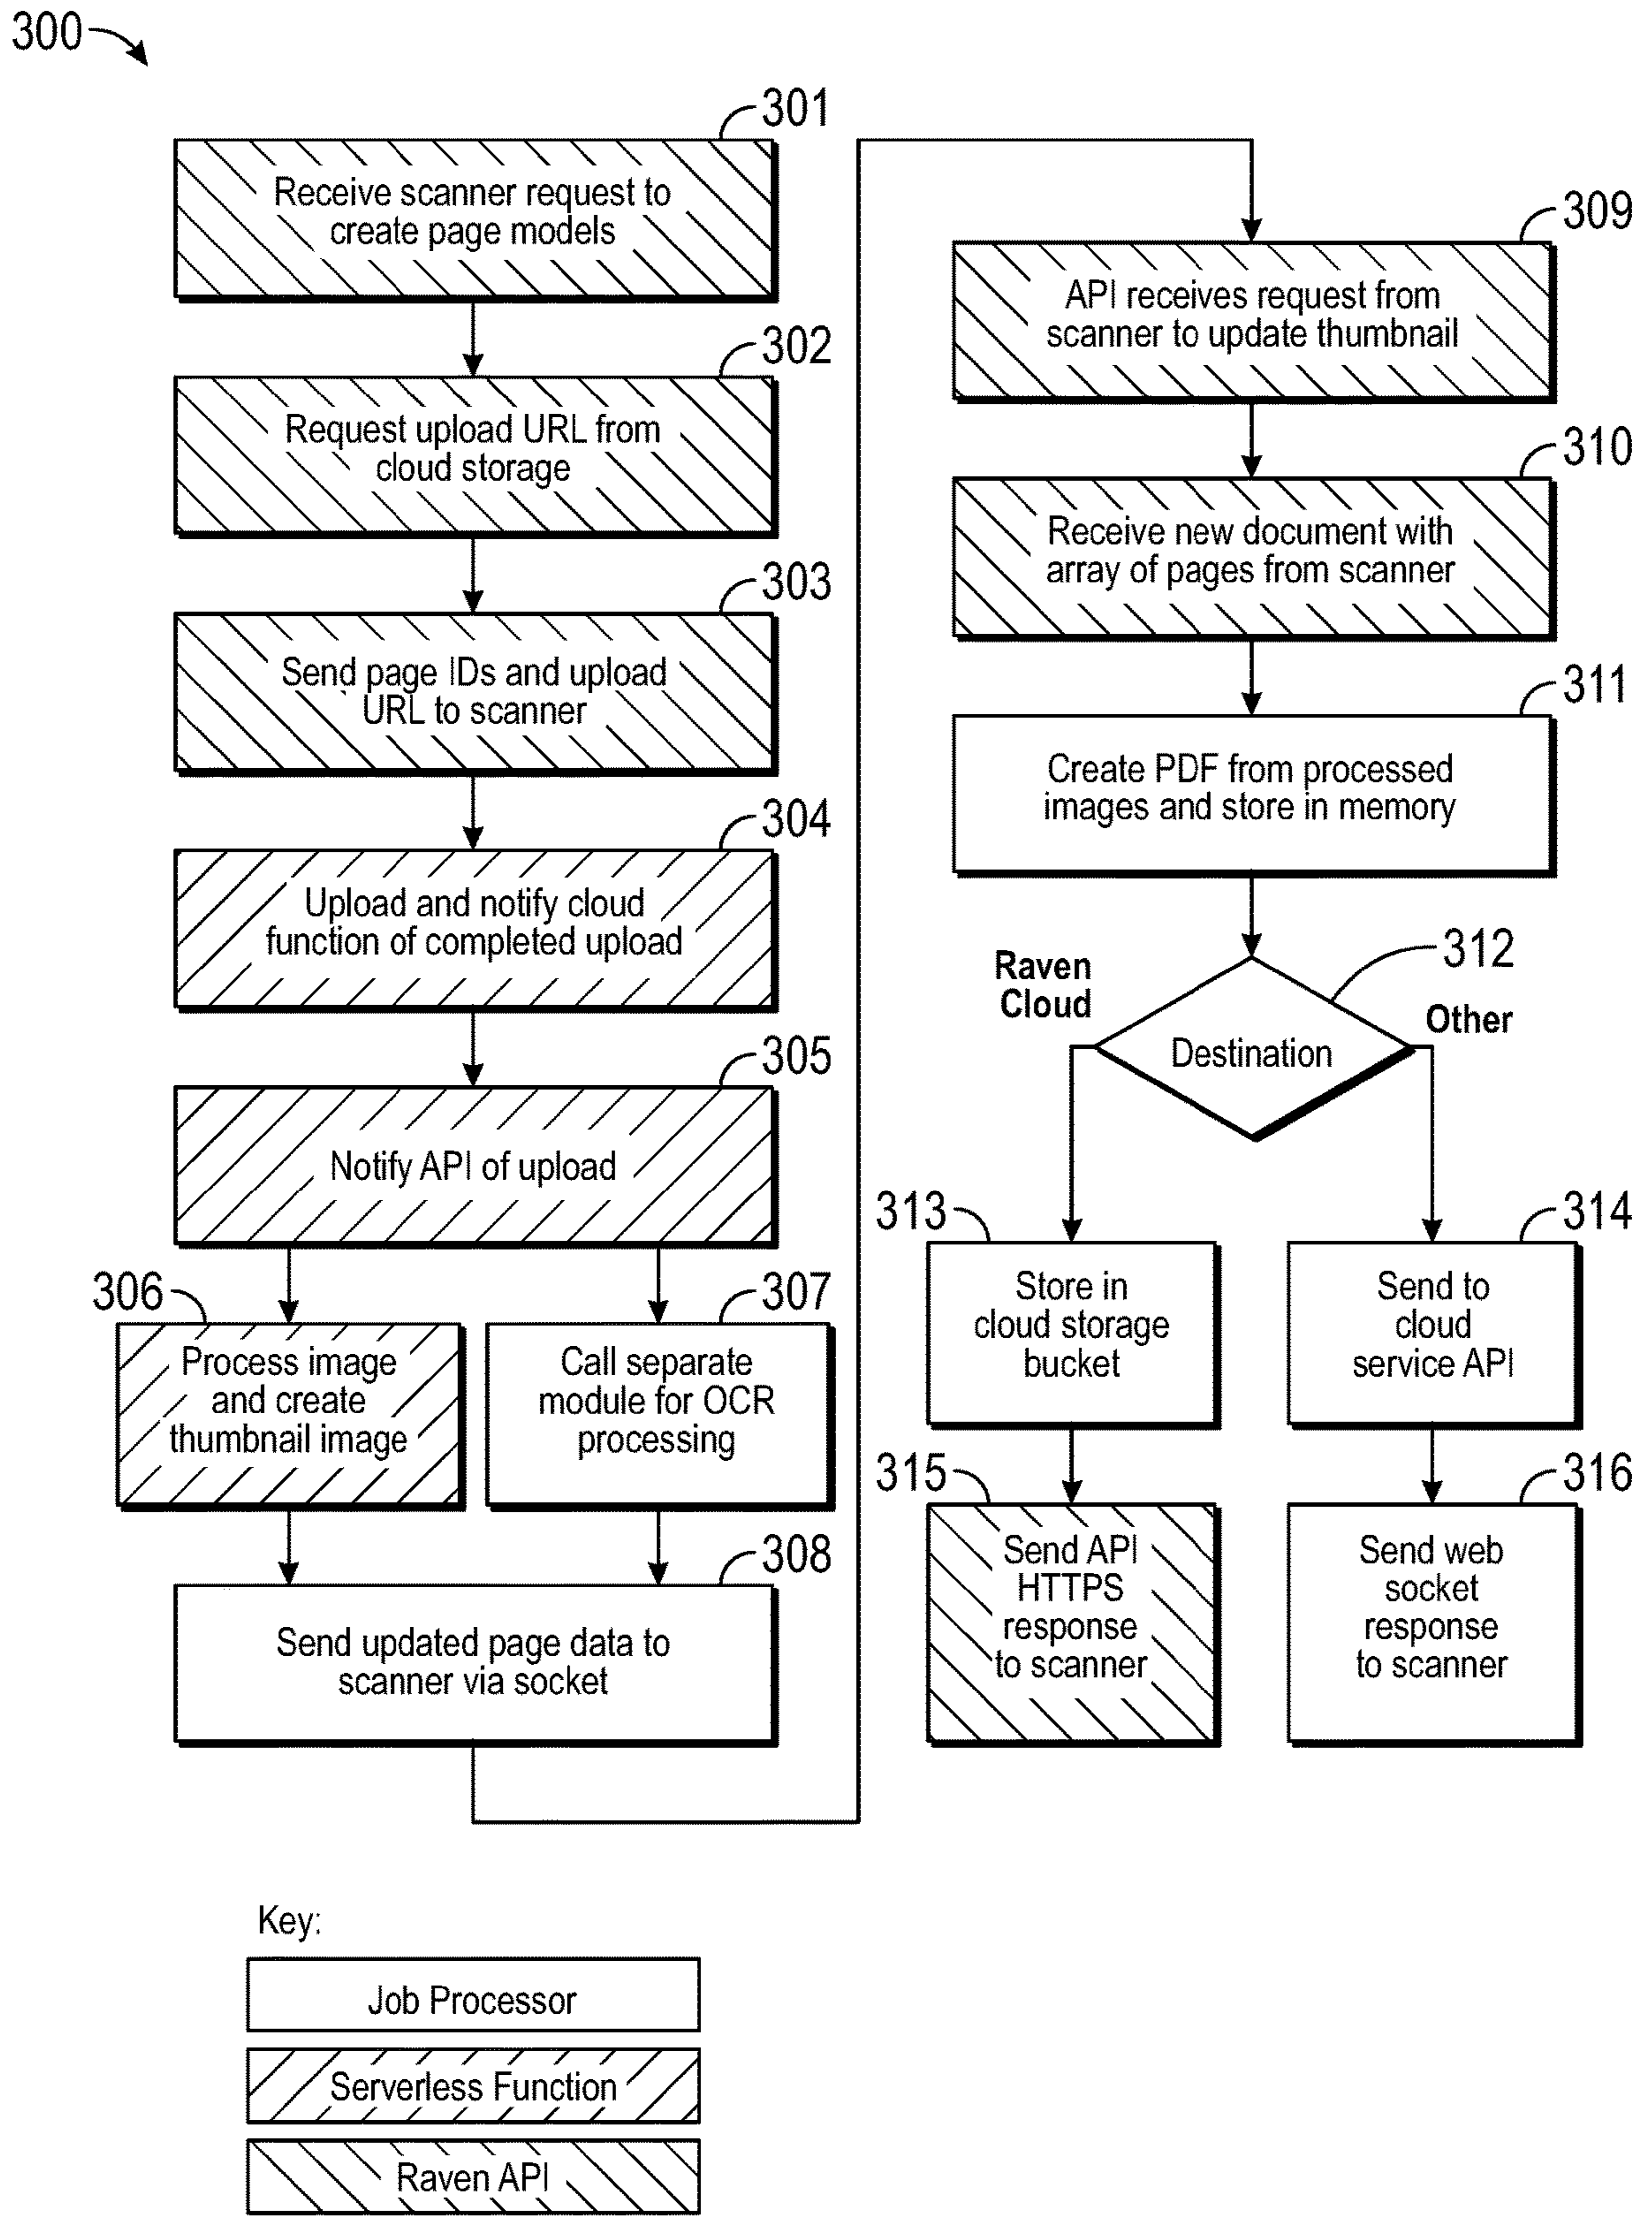 300
301
Receive scanner request to
create page models
302
Request upload URL from
cloud storage
303
Send page IDs and upload
URL to scanner
304
Upload and notify cloud
function of completed upload
305
Notify API of upload
306
Process image
and create
thumbnail image
307
Call separate
module for OCR
processing
308
Send updated page data to
scanner via socket
309
API receives request from
scanner to update thumbnail
310
Receive new document with
array of pages from scanner
311
Create PDF from processed
images and store in memory
312
Raven
Cloud
Destination
Other
313
Store in
cloud storage
bucket
314
Send to
cloud
service API
315
Send API
HTTPS
response
to scanner
316
Send web
socket
response
to scanner
Key:
Job Processor
Serverless Function
Raven API